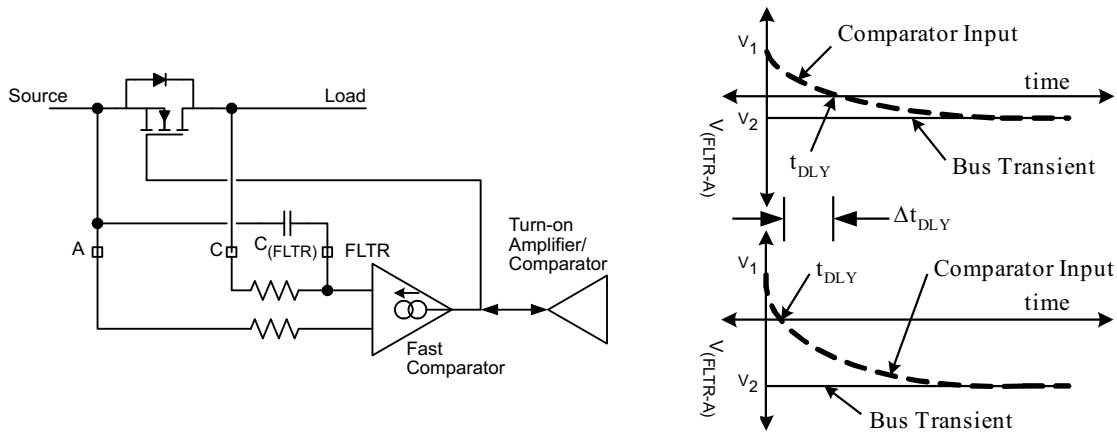 Source
Load
A
C
C(FLTR)
FLTR
Turn-on
Amplifier/
Comparator
Fast
Comparator
V1
Comparator Input
time
V2
V(FLTR-A)
tDLY
Bus Transient
ΔtDLY
V1
tDLY
Comparator Input
time
V(FLTR-A)
V2
Bus Transient